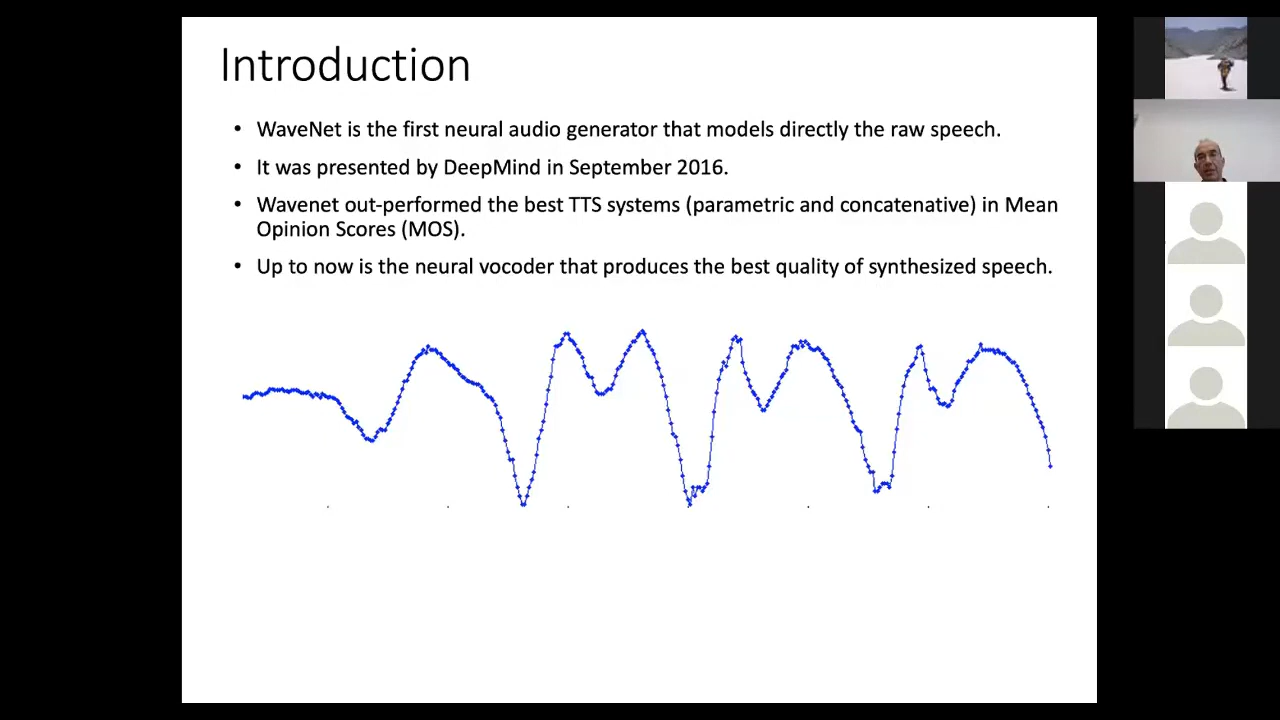 Introduction
• WaveNet is the first neural audio generator that models directly the raw speech.
• It was presented by DeepMind in September 2016.
• Wavenet out-performed the best TTS systems (parametric and concatenative) in Mean
Opinion Scores (MOS).
• Up to now is the neural vocoder that produces the best quality of synthesized speech.